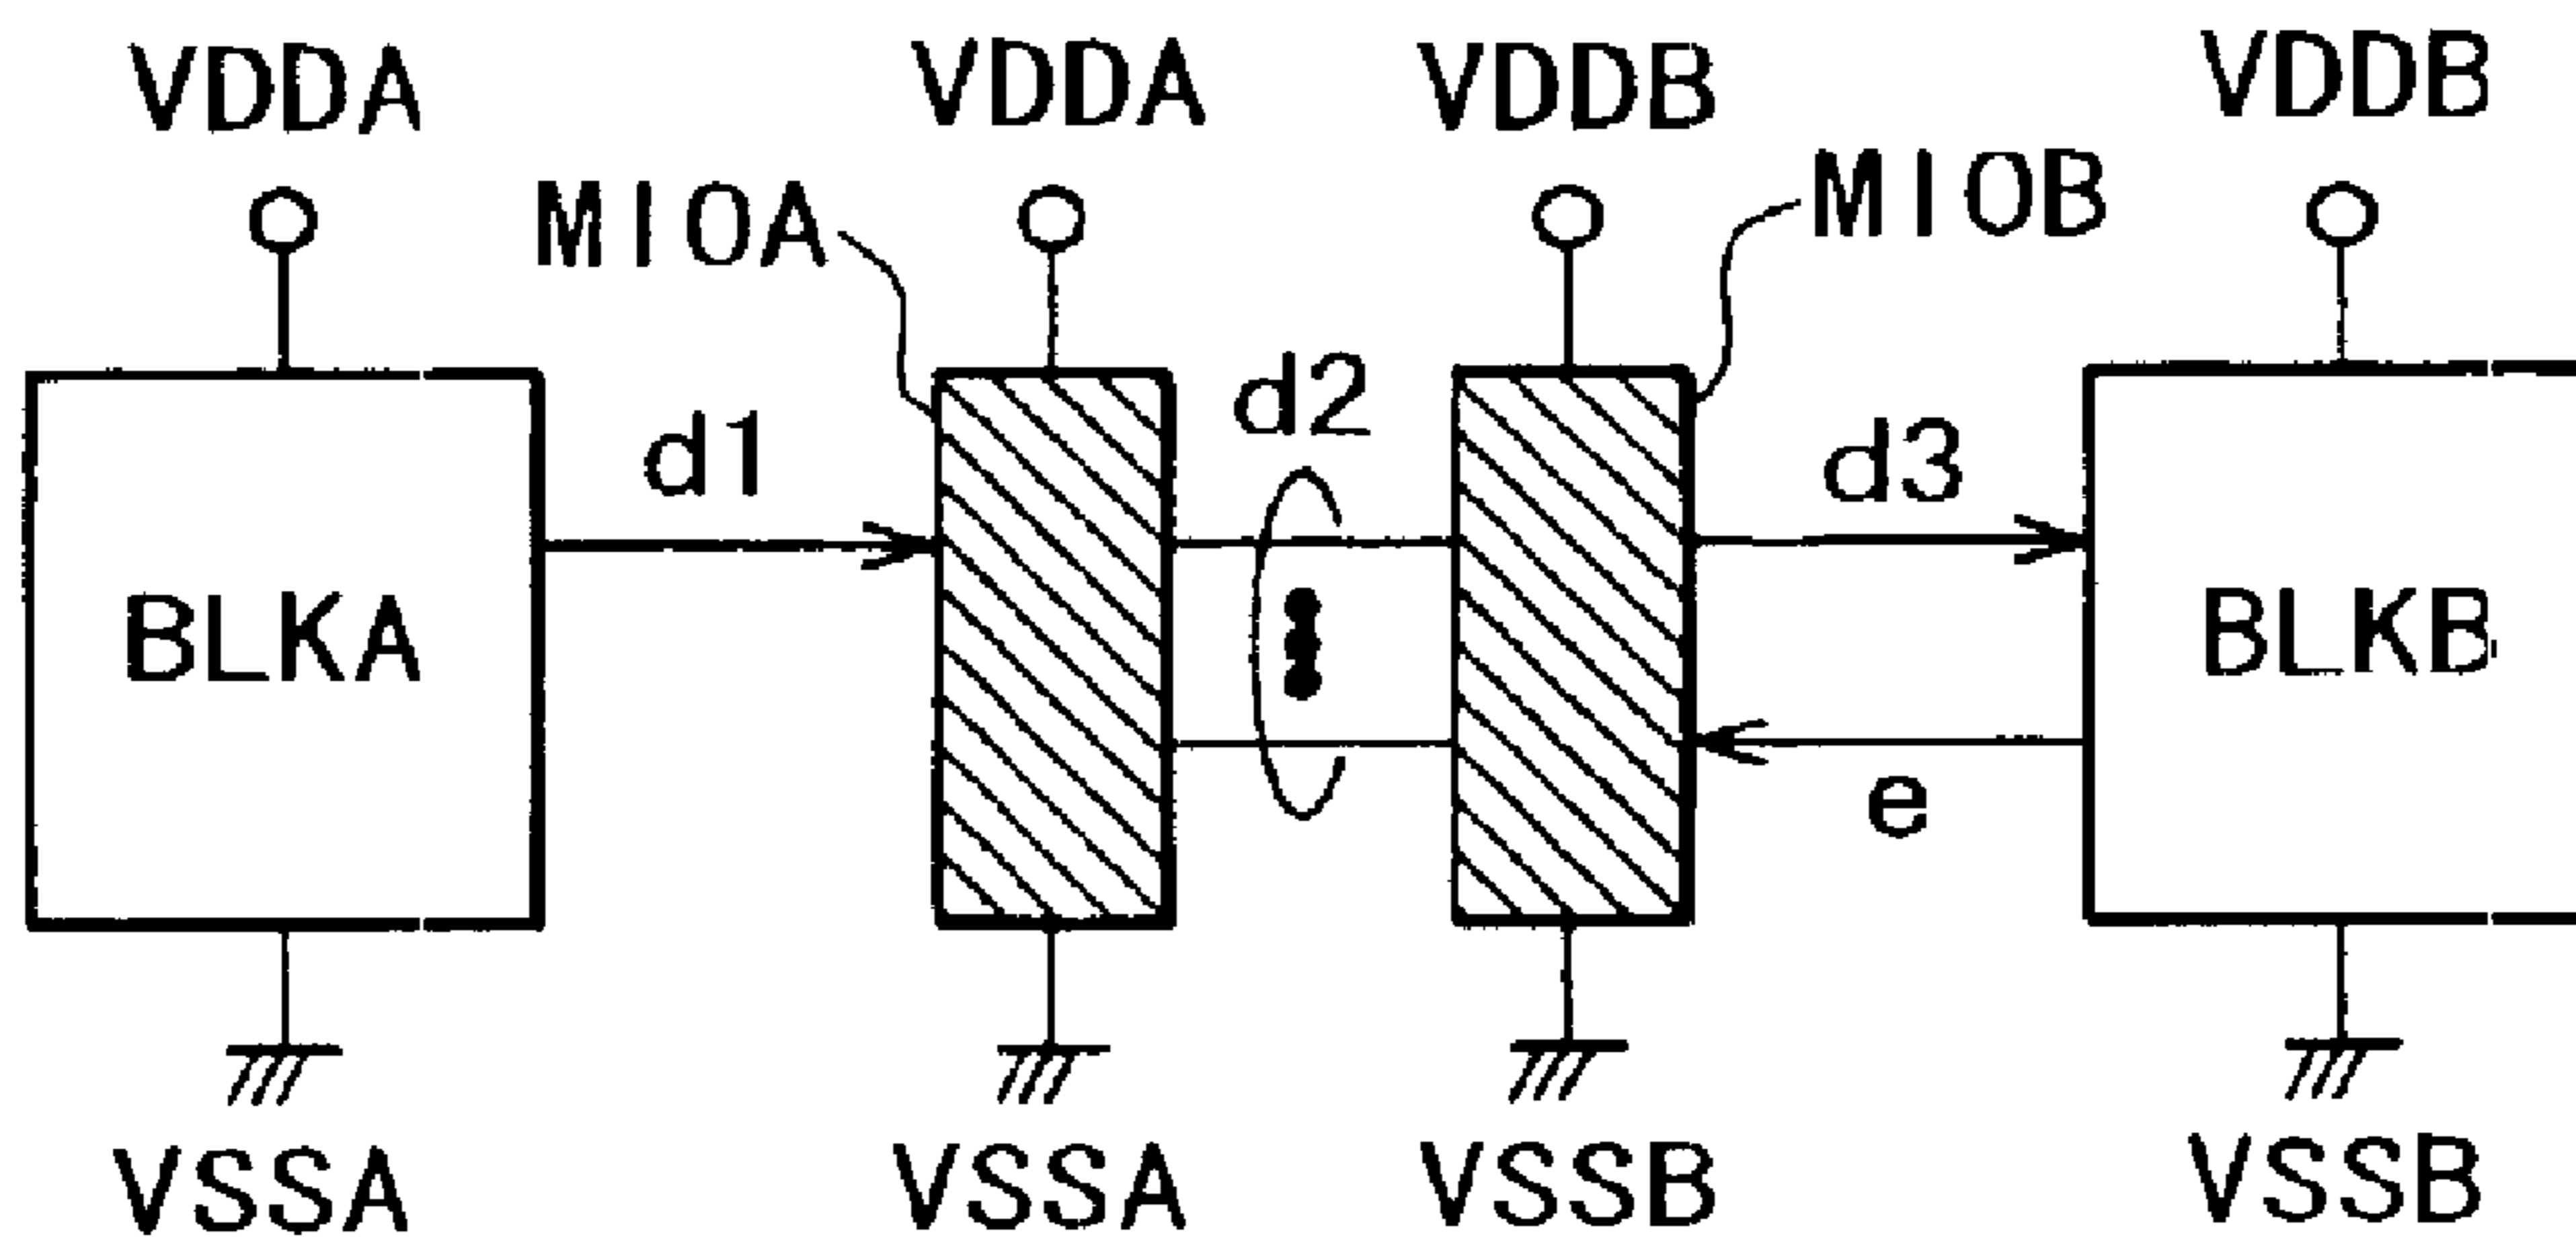 VDDA
VDDA
VDDB
VDDB
MIOA
MIOB
d1
d2
d3
BLKA
BLKB
e
VSSA
VSSA
VSSB
VSSB